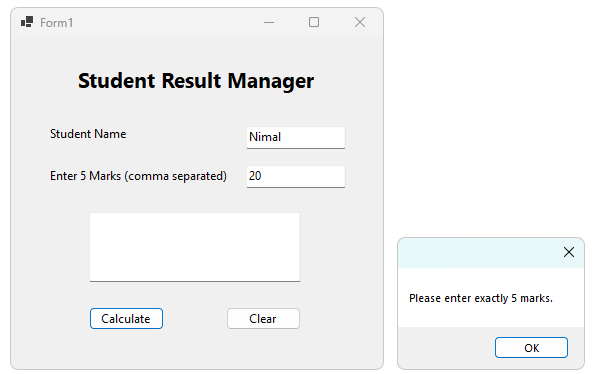 Form1
Student Result Manager
Student Name
Nimal
Enter 5 Marks (comma separated)
20
Calculate
Clear
Please enter exactly 5 marks.
OK